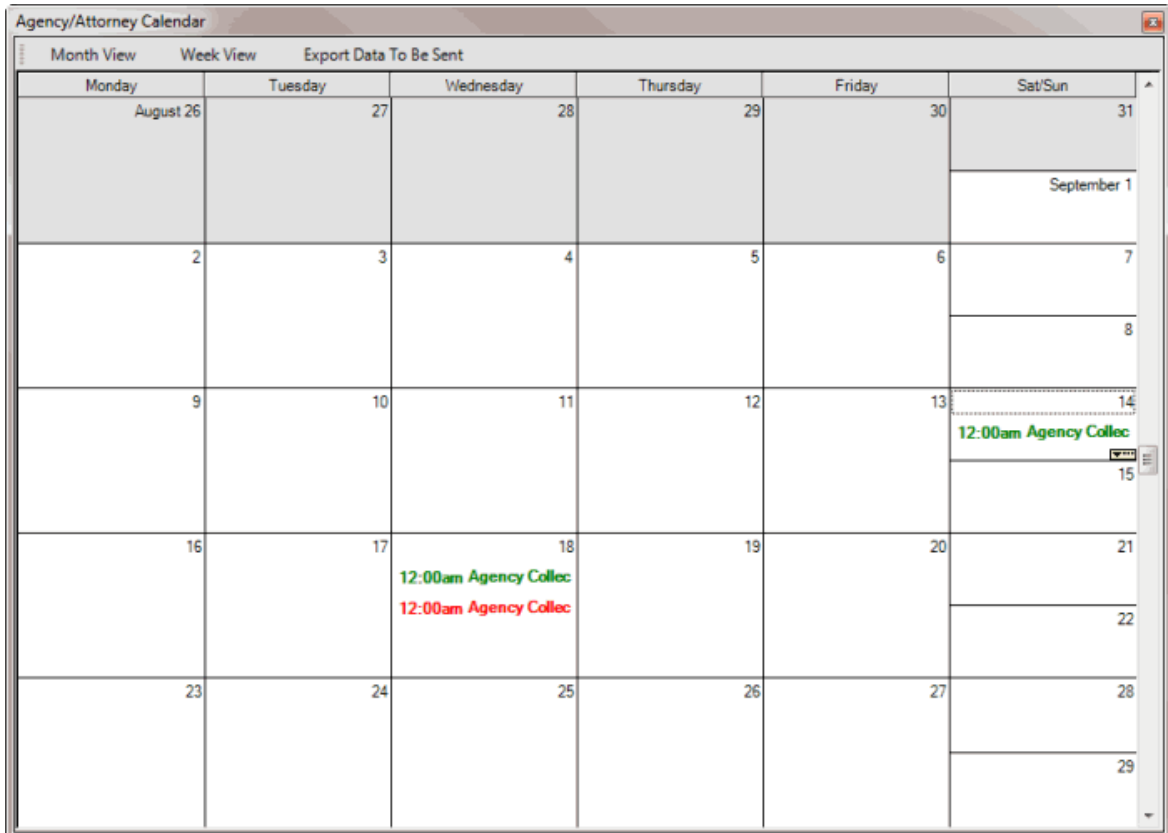 Agency/Attorney Calendar
Month View Week View Export Data To Be Sent
Monday Tuesday Wednesday Thursday Friday Sat/Sun
August 26 27 28 29 30 31
September 1
2 3 4 5 6 7
8
9 10 11 12 13 14
12:00am Agency Collec
15
16 17 18 19 20 21
12:00am Agency Collec
12:00am Agency Collec
22
23 24 25 26 27 28
29